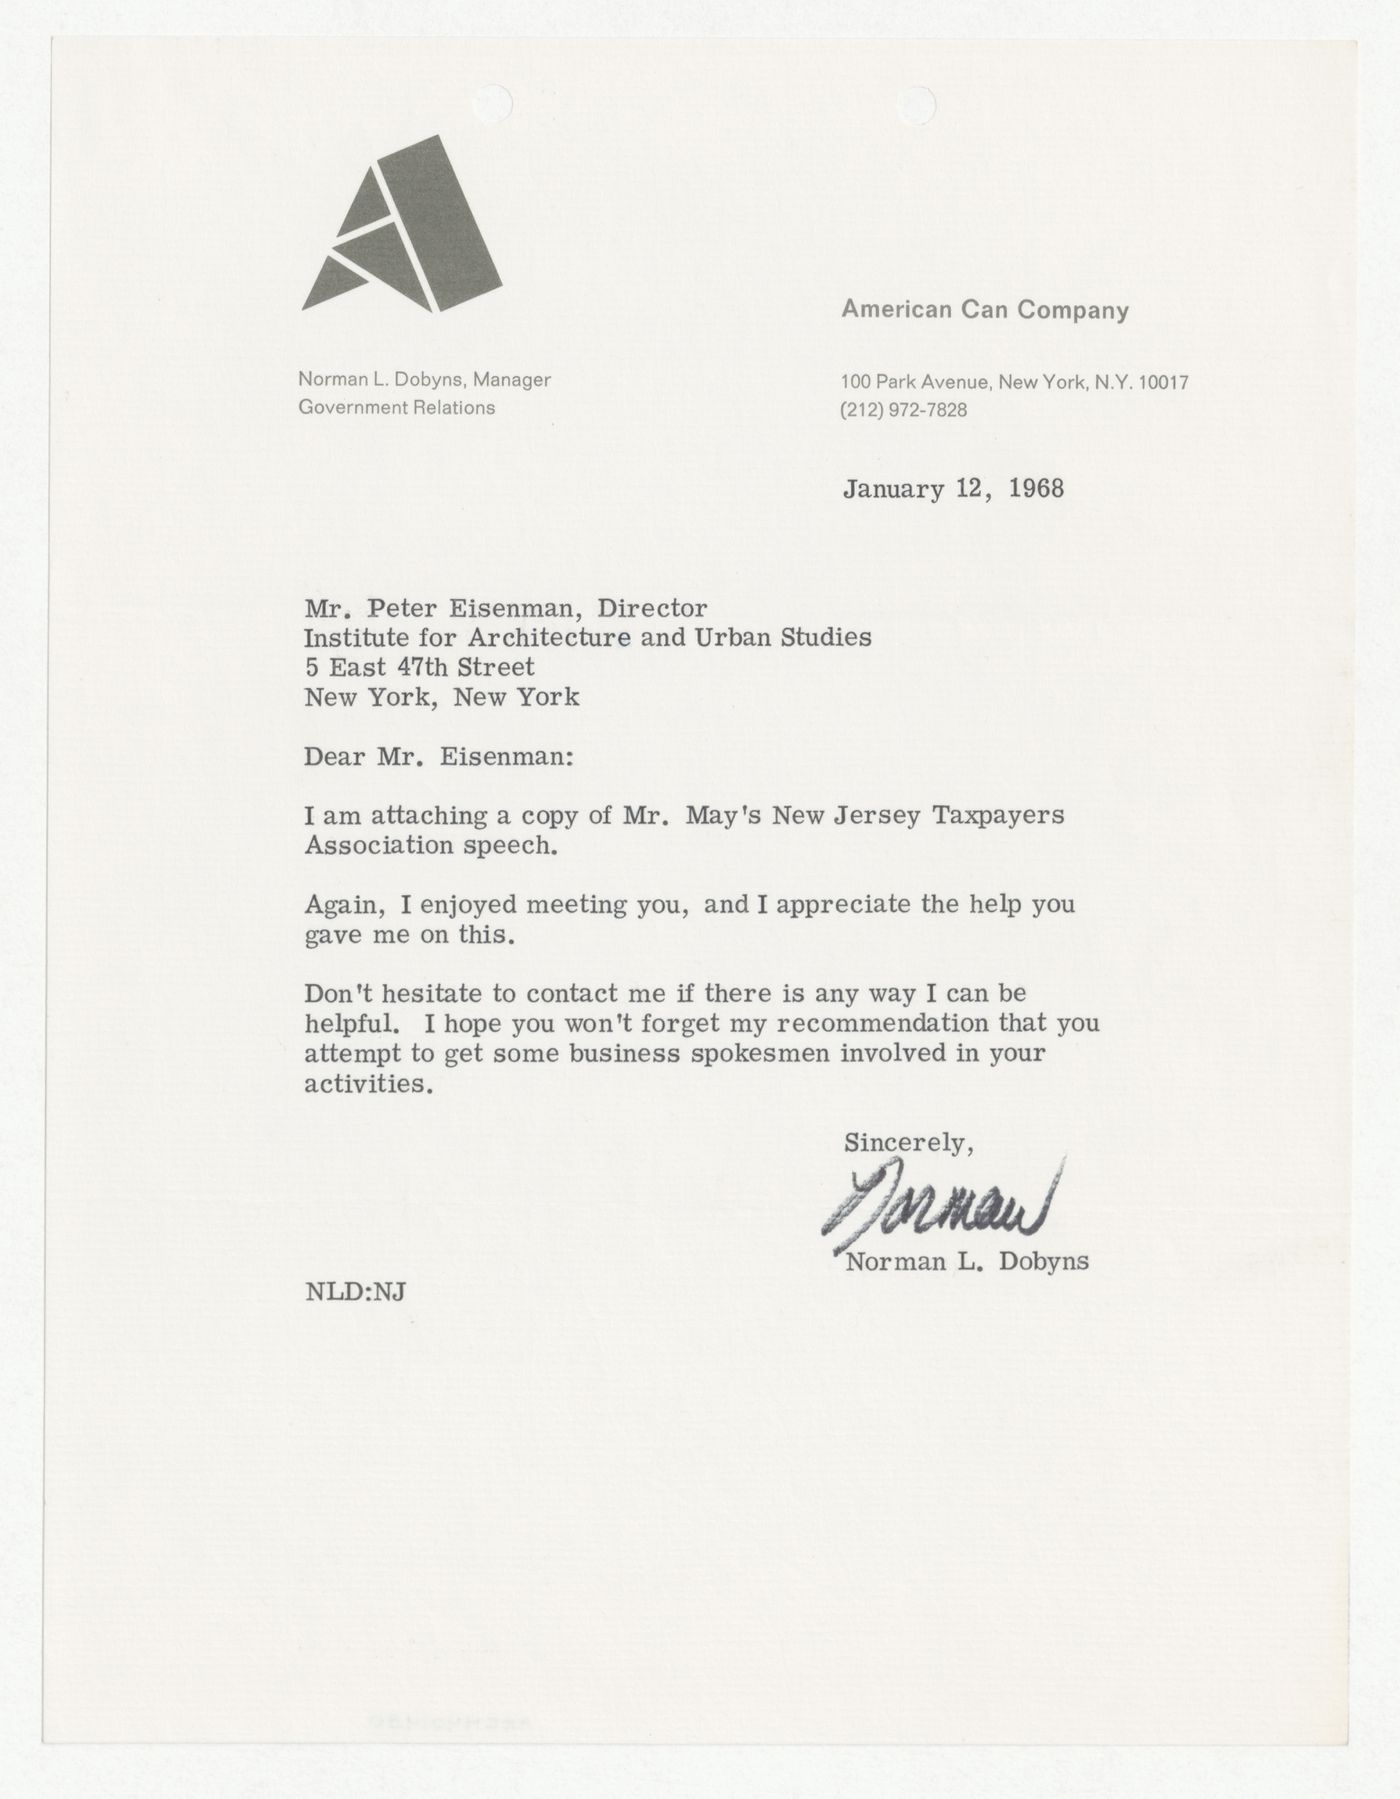 American Can Company
Norman L. Dobyns, Manager
Government Relations
100 Park Avenue, New York, N.Y. 10017
(212) 972-7828
January 12, 1968
Mr. Peter Eisenman, Director
Institute for Architecture and Urban Studies
5 East 47th Street
New York, New York
Dear Mr. Eisenman:
I am attaching a copy of Mr. May's New Jersey Taxpayers
Association speech.
Again, I enjoyed meeting you, and I appreciate the help you
gave me on this.
Don't hesitate to contact me if there is any way I can be
helpful. I hope you won't forget my recommendation that you
attempt to get some business spokesmen involved in your
activities.
Sincerely,
Norman
Norman L. Dobyns
NLD:NJ